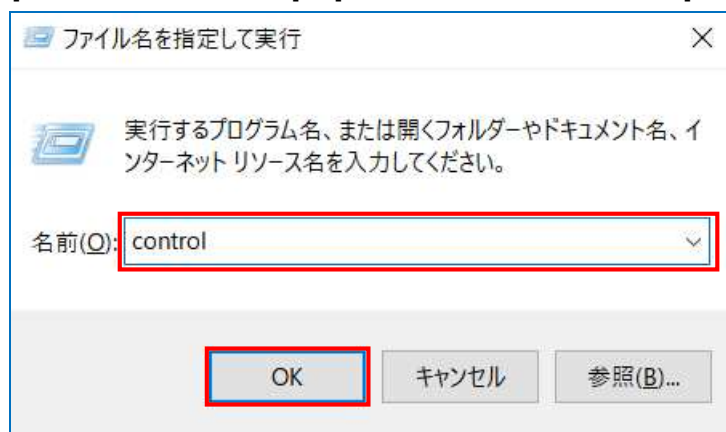 ファイル名を指定して実行
実行するプログラム名、または開くフォルダーやドキュメント名、イ
ンターネット リソース名を入力してください。
名前(O): control
OK キャンセル 参照(B)...